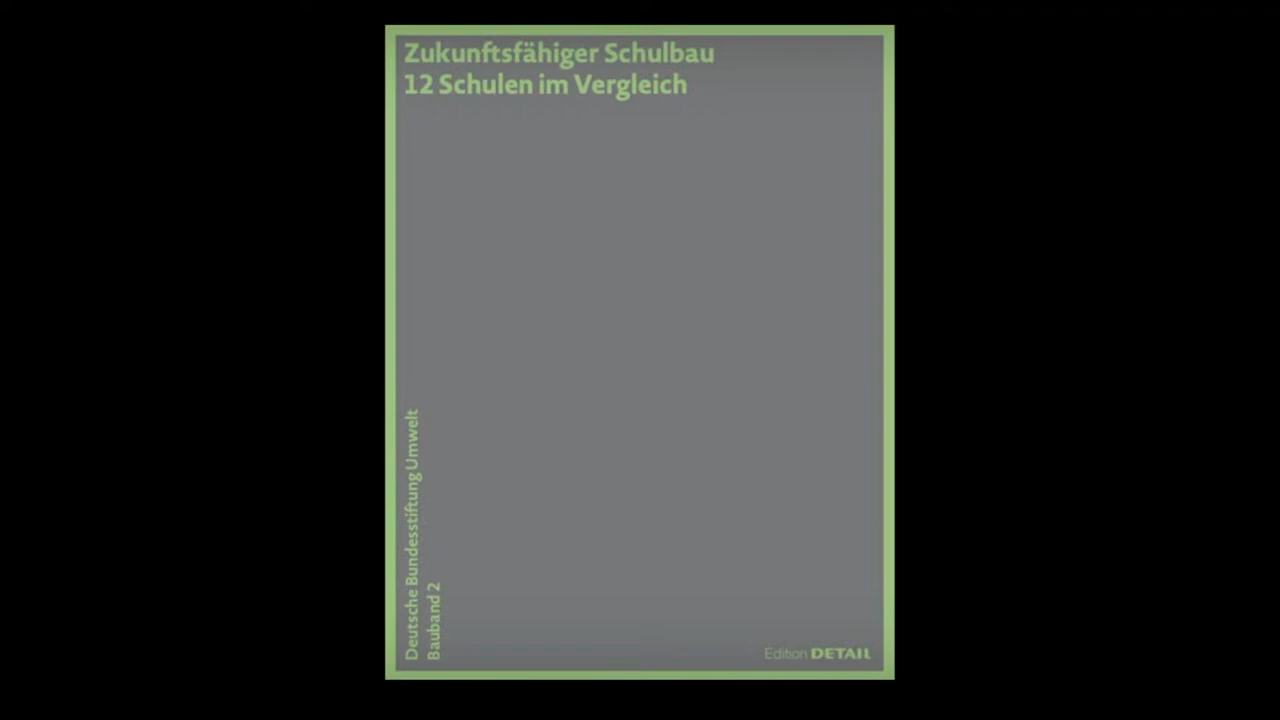 Zukunftsfähiger Schulbau
12 Schulen im Vergleich
Deutsche Bundesstiftung Umwelt
Bauband 2
Edition DETAIL